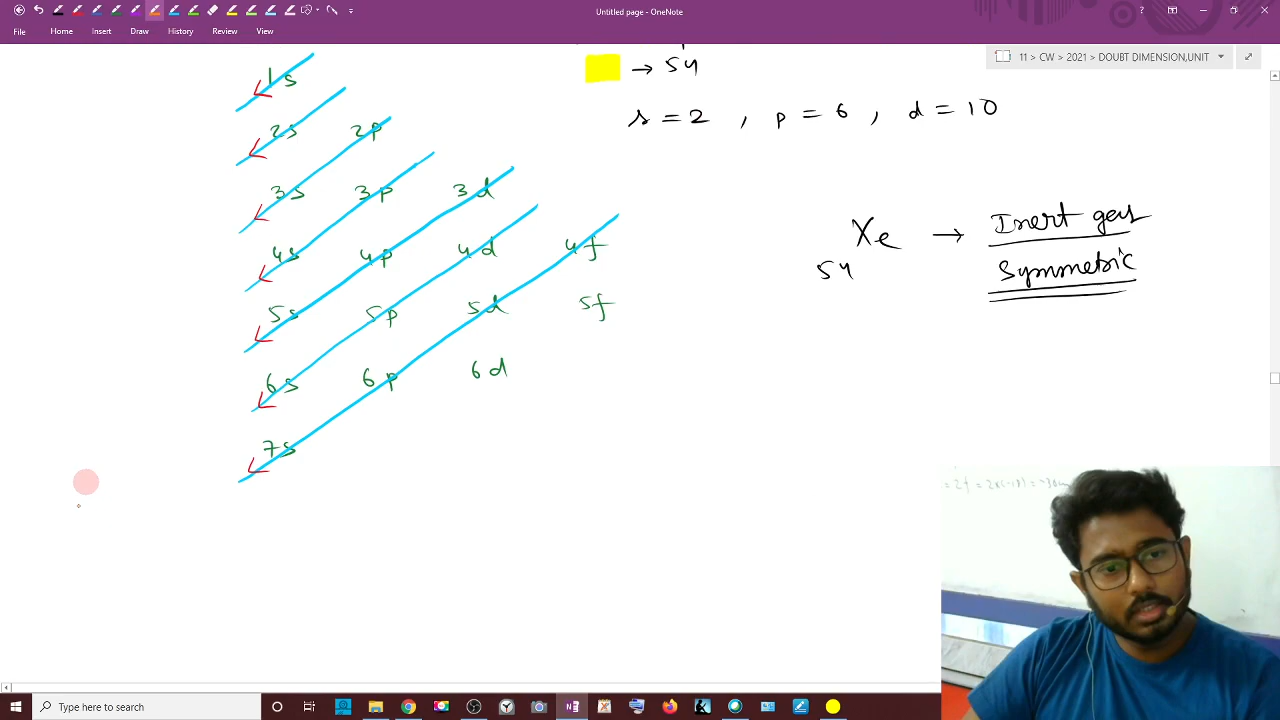 Untitled page - OneNote
File Home Insert Draw History Review View
11 > CW > 2021 > DOUBT DIMENSION,UNIT
→ 54
s = 2 , p = 6 , d = 10
1s
2s 2p
3s 3p 3d
4s 4p 4d 4f
5s 5p 5d 5f
6s 6p 6d
7s
Xe → Inert gas
54 Symmetric
Type here to search